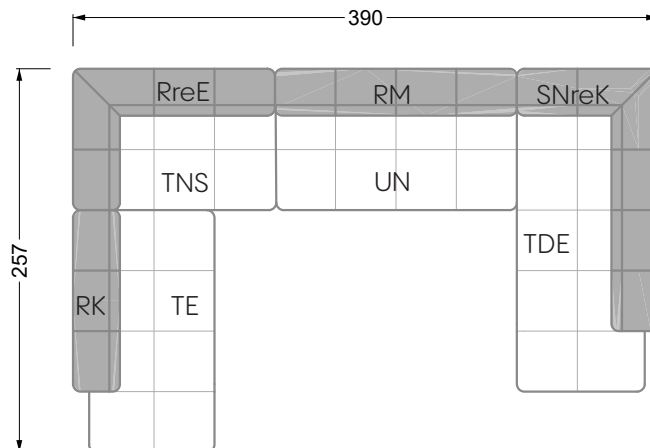 390
RreE RM SNreK
TNS UN
TDE
257
RK TE